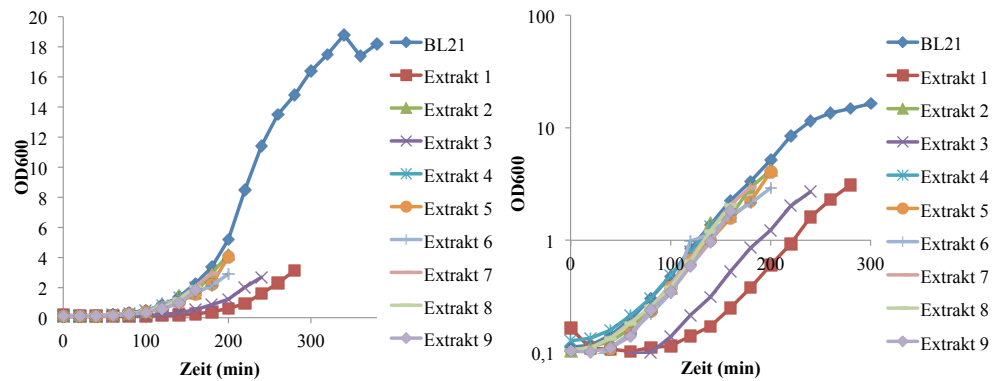 20
18
16
14
12
10
8
6
4
2
0
OD600
0 100 200 300
Zeit (min)
BL21
Extrakt 1
Extrakt 2
Extrakt 3
Extrakt 4
Extrakt 5
Extrakt 6
Extrakt 7
Extrakt 8
Extrakt 9
100
10
1
0,1
OD600
0 100 200 300
Zeit (min)
BL21
Extrakt 1
Extrakt 2
Extrakt 3
Extrakt 4
Extrakt 5
Extrakt 6
Extrakt 7
Extrakt 8
Extrakt 9